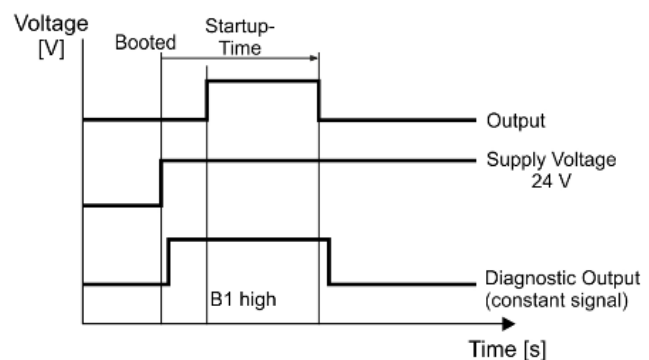 Voltage
[V]
Booted
Startup-
Time
Output
Supply Voltage
24 V
B1 high
Diagnostic Output
(constant signal)
Time [s]